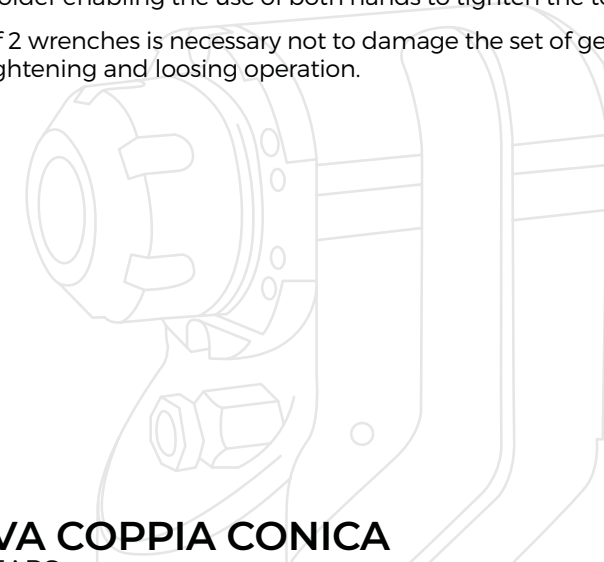 older enabling the use of both hands to tighten the to
f 2 wrenches is necessary not to damage the set of ge
ghtening and loosing operation.
VA COPPIA CONICA